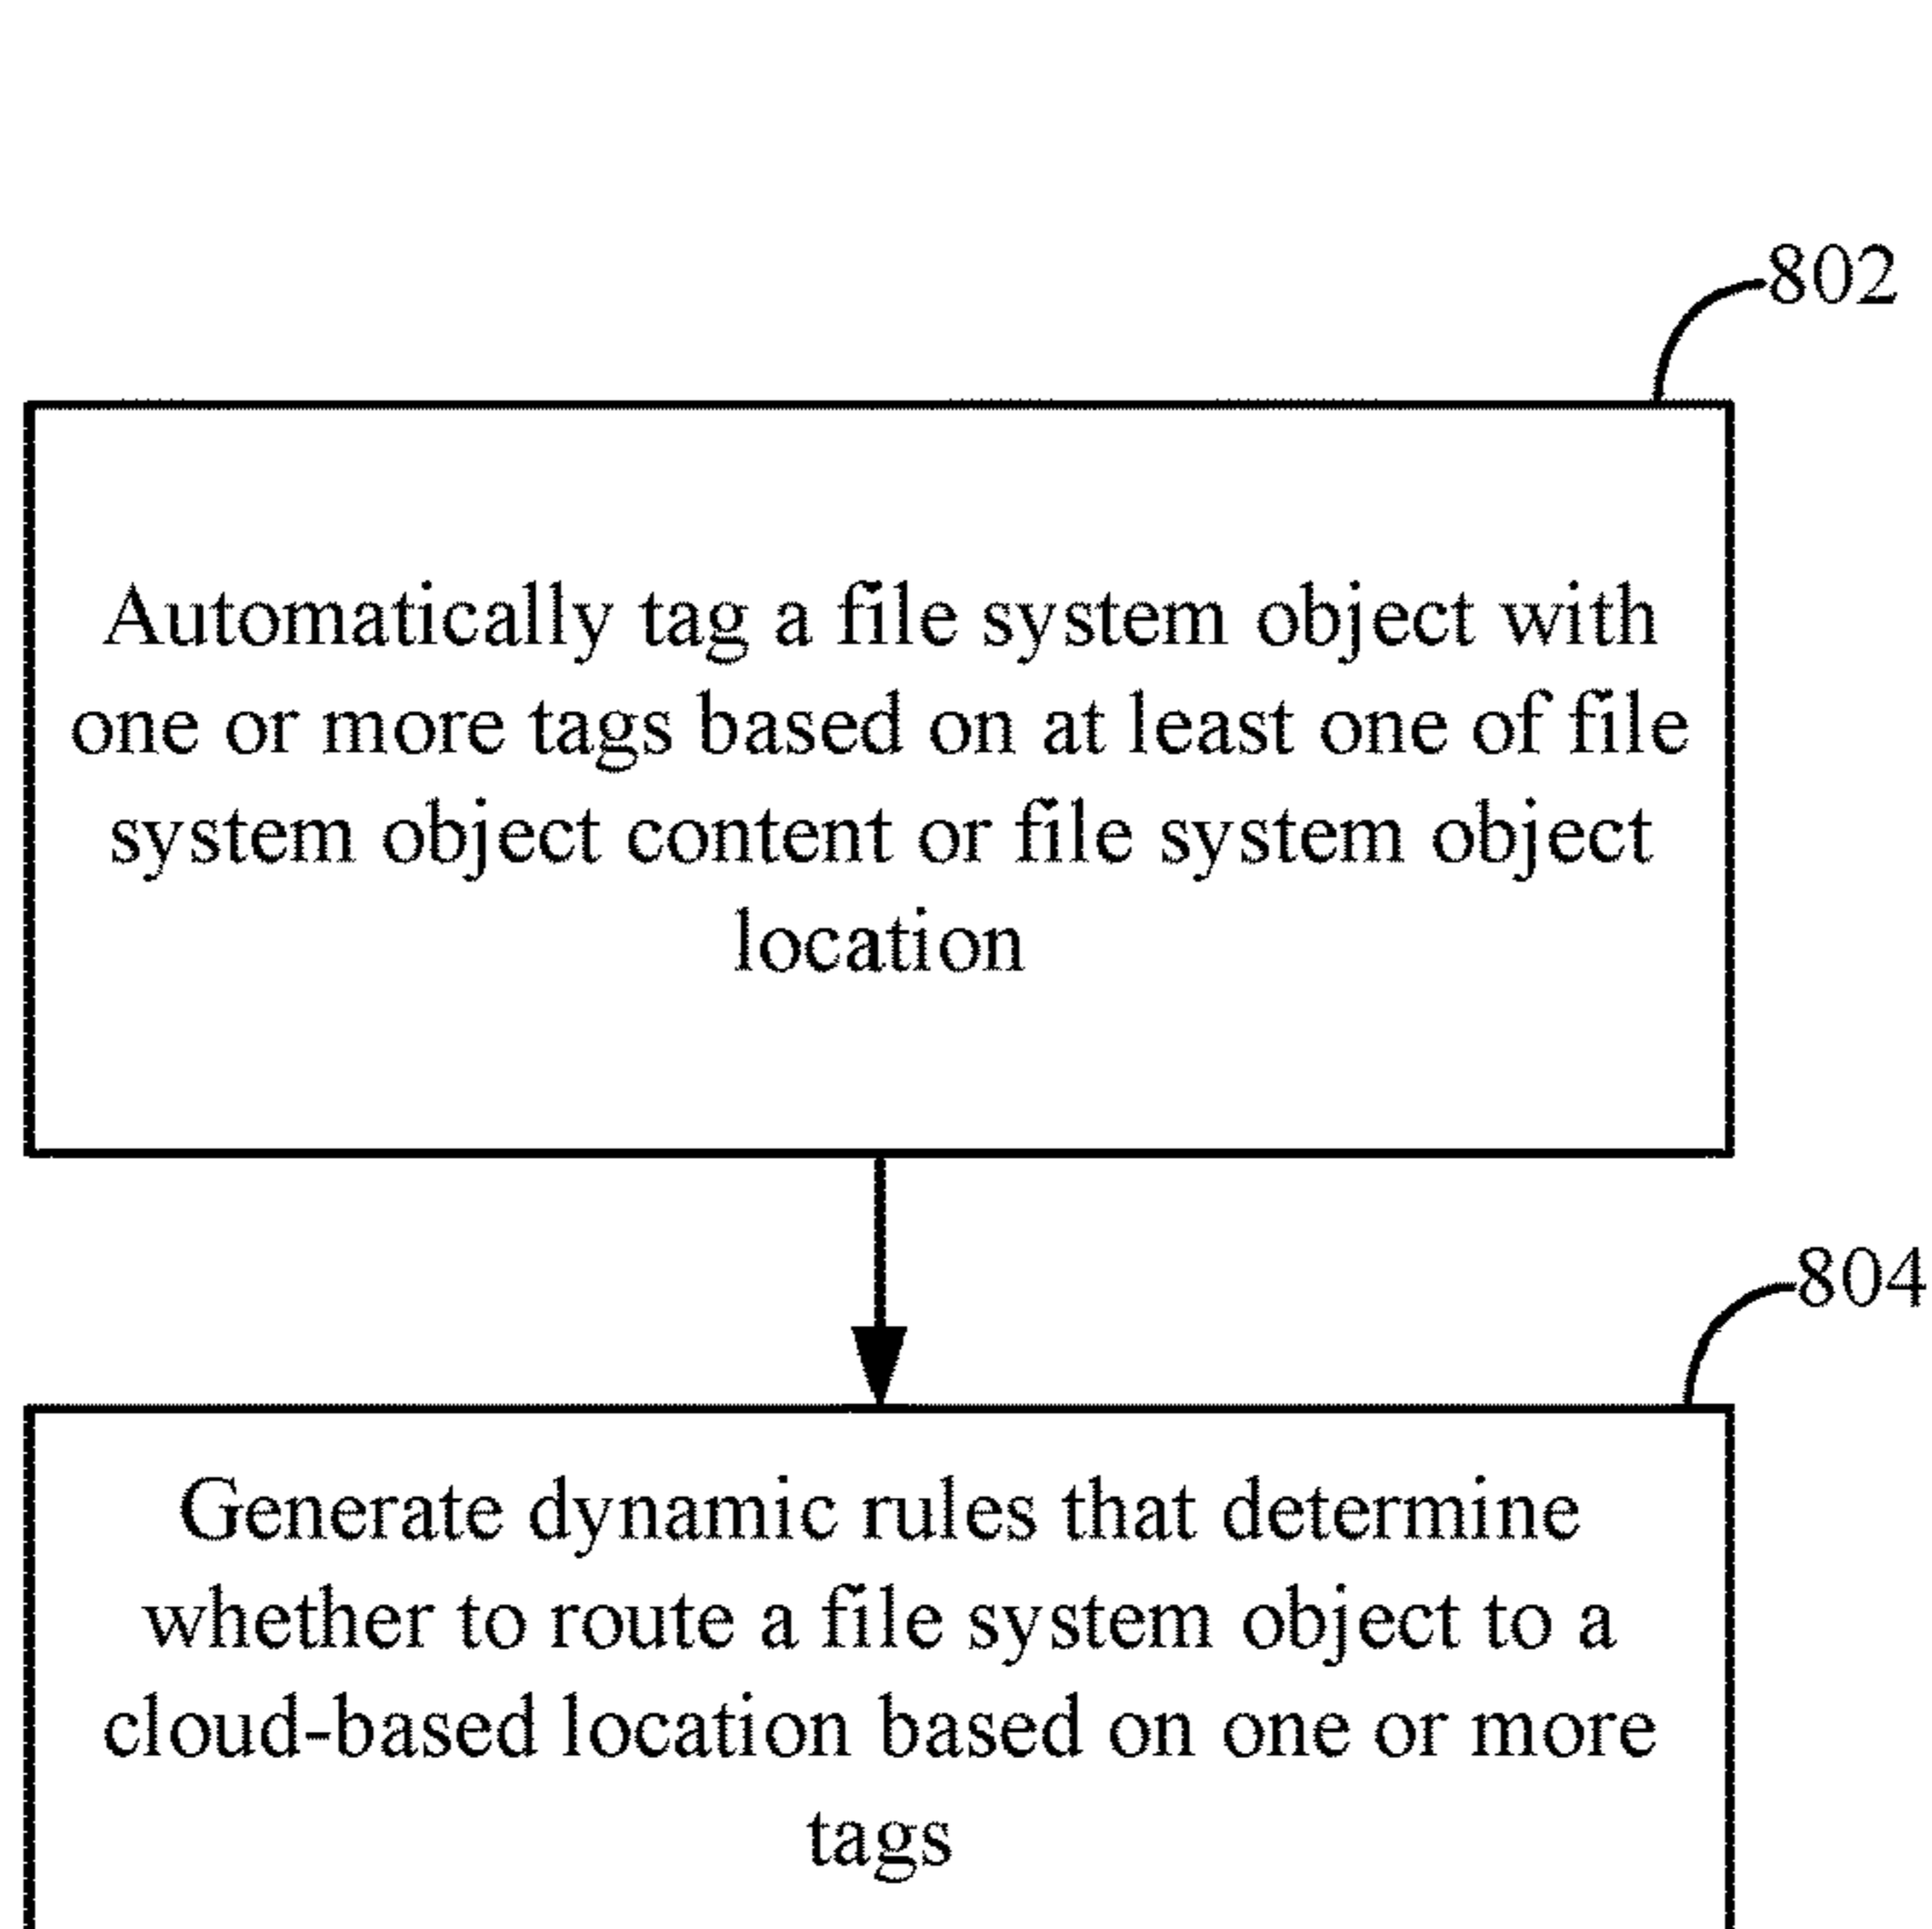 802
Automatically tag a file system object with
one or more tags based on at least one of file
system object content or file system object
location
804
Generate dynamic rules that determine
whether to route a file system object to a
cloud-based location based on one or more
tags